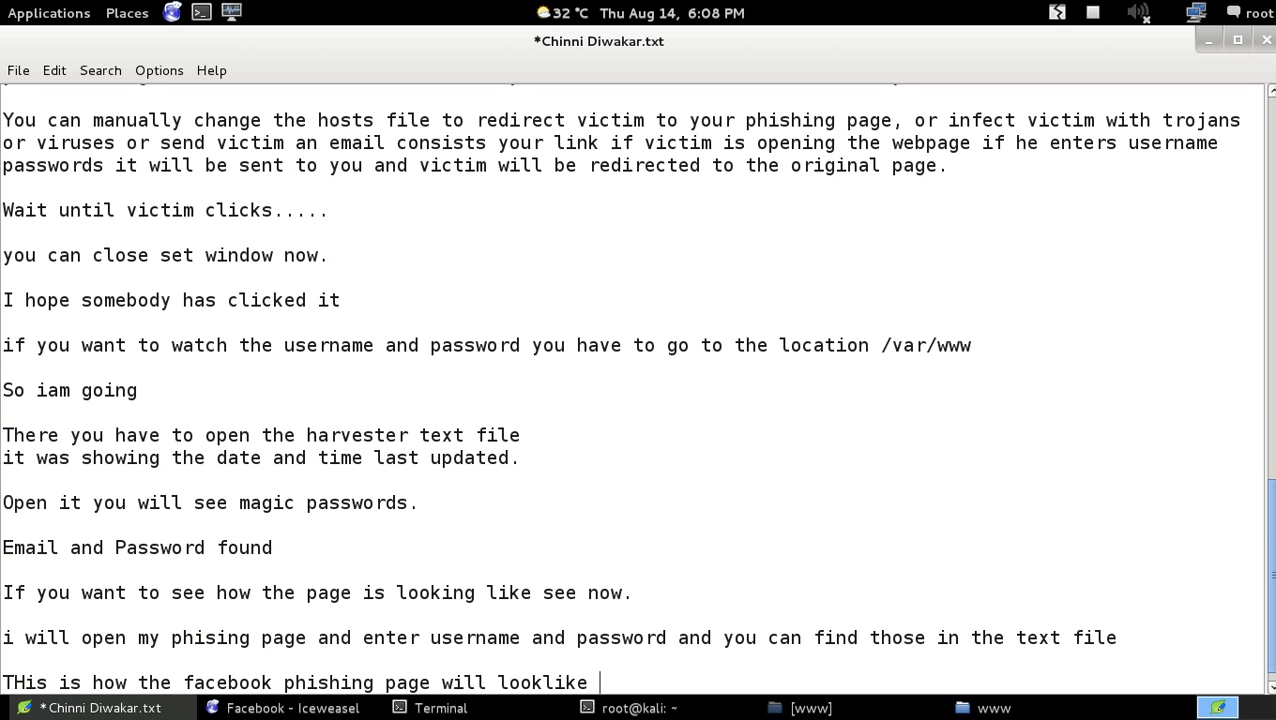 Applications Places 32 °C Thu Aug 14, 6:08 PM root
*Chinni Diwakar.txt
File Edit Search Options Help
You can manually change the hosts file to redirect victim to your phishing page, or infect victim with trojans
or viruses or send victim an email consists your link if victim is opening the webpage if he enters username
passwords it will be sent to you and victim will be redirected to the original page.
Wait until victim clicks.....
you can close set window now.
I hope somebody has clicked it
if you want to watch the username and password you have to go to the location /var/www
So iam going
There you have to open the harvester text file
it was showing the date and time last updated.
Open it you will see magic passwords.
Email and Password found
If you want to see how the page is looking like see now.
i will open my phising page and enter username and password and you can find those in the text file
THis is how the facebook phishing page will looklike
*Chinni Diwakar.txt Facebook - Iceweasel Terminal root@kali: ~ [www] www